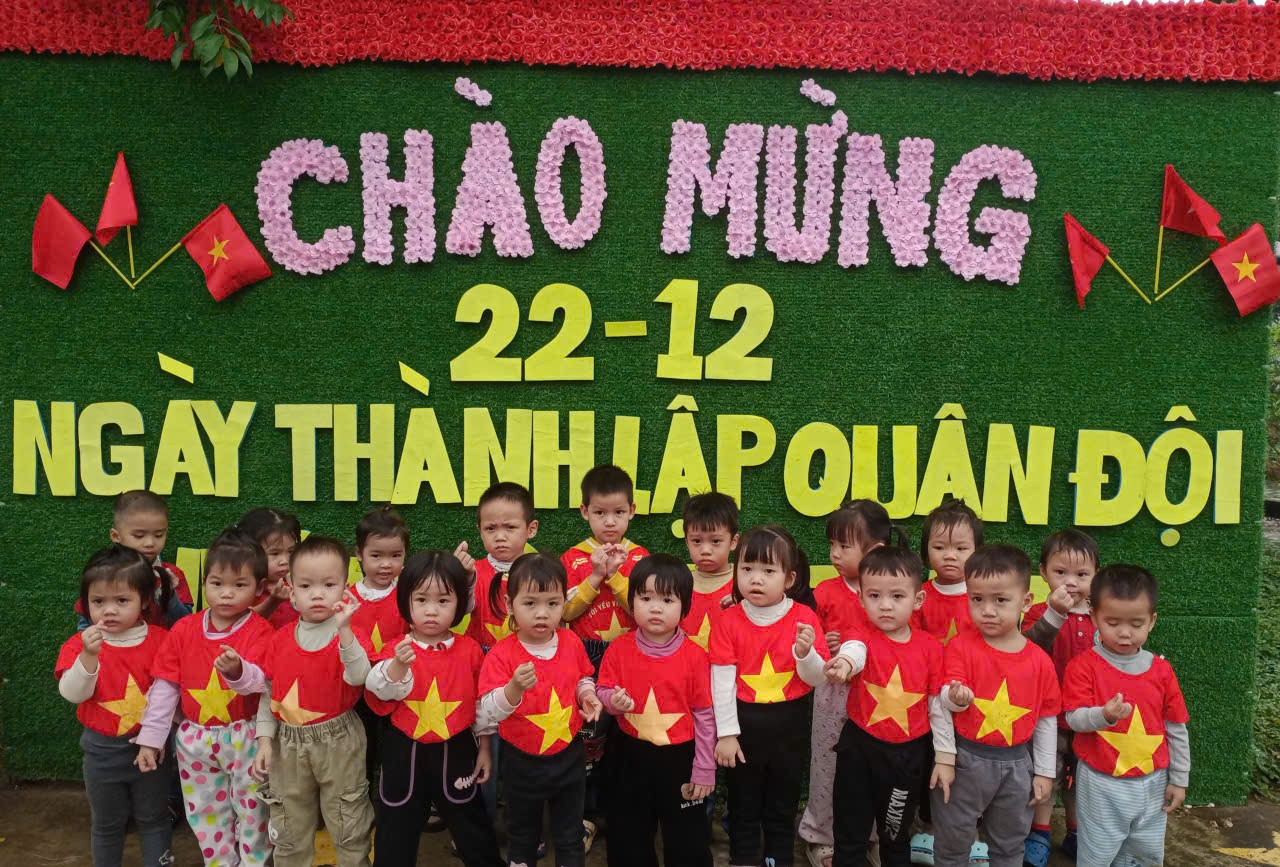 CHÀO MỪNG
22-12
NGÀY THÀNH LẬP QUÂN ĐỘI